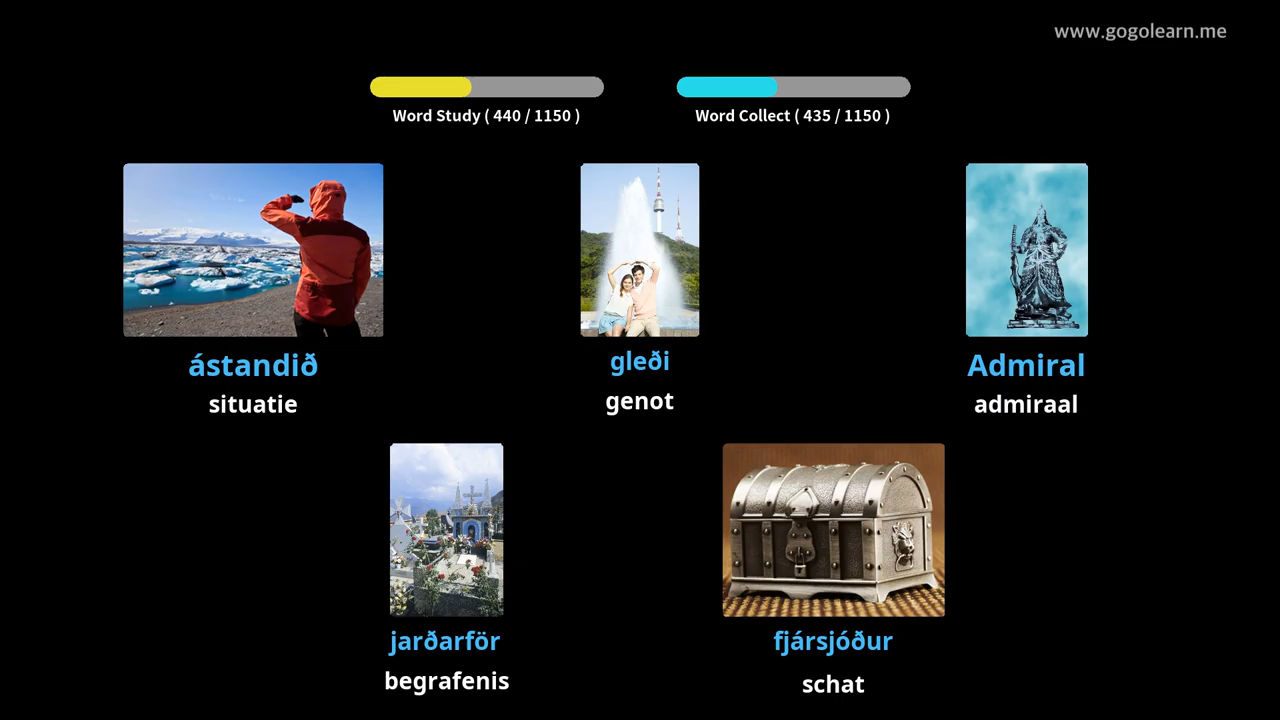 www.gogolearn.me
Word Study ( 440 / 1150 )
Word Collect ( 435 / 1150 )
ástandið
situatie
gleði
genot
Admiral
admiraal
jarðarför
begrafenis
fjársjóður
schat